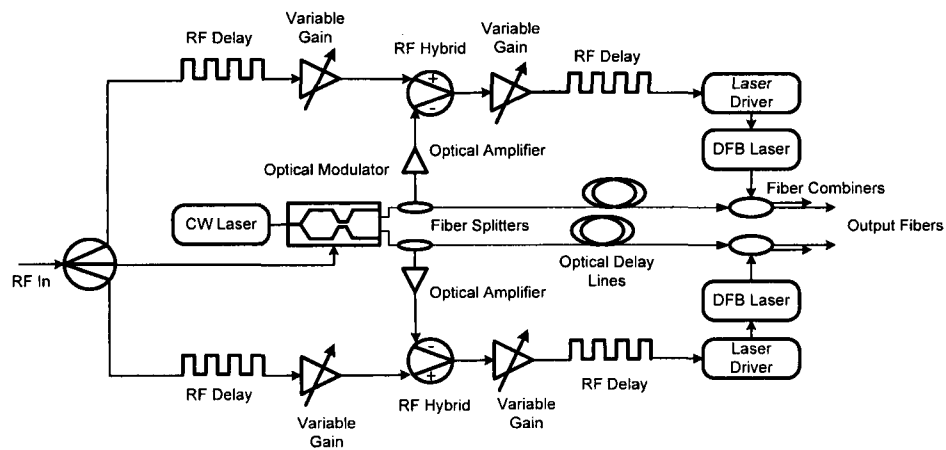 Variable
Gain
RF Delay
RF Hybrid
Variable
Gain
RF Delay
Laser
Driver
Optical Amplifier
DFB Laser
Optical Modulator
Fiber Combiners
CW Laser
Fiber Splitters
Output Fibers
RF In
Optical Delay
Lines
Optical Amplifier
DFB Laser
Laser
Driver
RF Delay
Variable
Gain
RF Hybrid
Variable
Gain
RF Delay
+
-
-
+